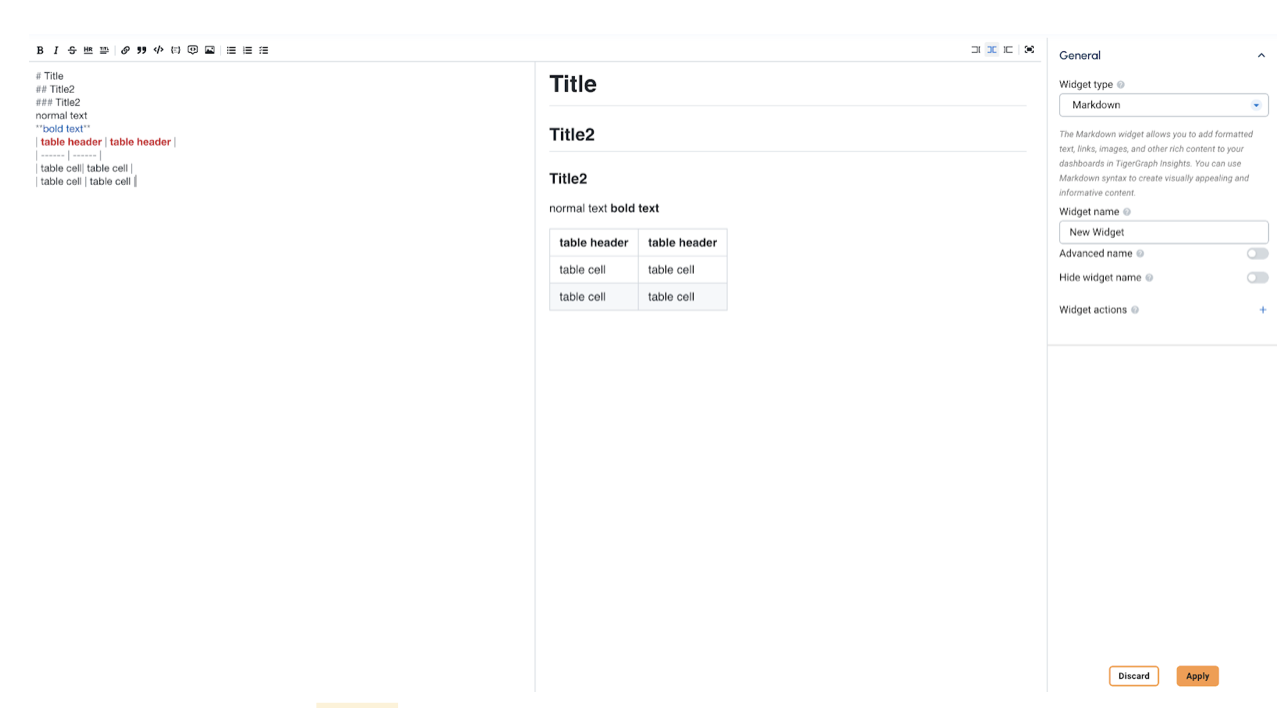 # Title
## Title2
### Title2
normal text
**bold text**
| table header | table header |
| ------ | ------ |
| table cell| table cell |
| table cell | table cell |
Title
Title2
Title2
normal text bold text
table header table header
table cell table cell
table cell table cell
General
Widget type
Markdown
The Markdown widget allows you to add formatted
text, links, images, and other rich content to your
dashboards in TigerGraph Insights. You can use
Markdown syntax to create visually appealing and
informative content.
Widget name
New Widget
Advanced name
Hide widget name
Widget actions
Discard Apply